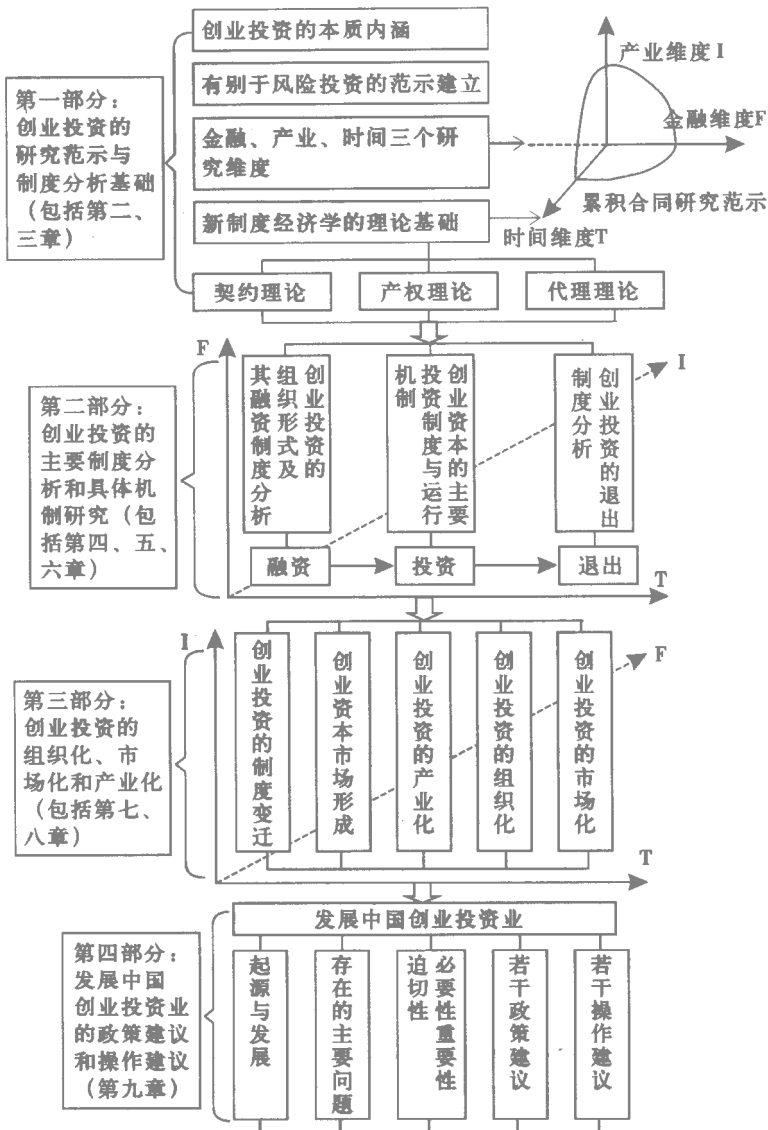 创业投资的本质内涵
有别于风险投资的范示建立
金融、产业、时间三个研
究维度
新制度经济学的理论基础
第一部分：
创业投资的
研究范示与
制度分析基础
（包括第二、
三章）
产业维度I
金融维度F
累积合同研究范示
时间维度T
契约理论
产权理论
代理理论
F
I
T
第二部分：
创业投资的
主要制度分
析和具体机
制研究（包
括第四、五、
六章）
创业投资的
组织形式及
其融资制度分析
创业资本的主要
投资制度与运行
机制
创业投资的退出
制度分析
融资
投资
退出
I
F
T
第三部分：
创业投资的
组织化、市
场化和产业化
（包括第七、
八章）
创业投资的制度变迁
创业资本市场形成
创业投资的产业化
创业投资的组织化
创业投资的市场化
发展中国创业投资业
第四部分：
发展中国
创业投资业
的政策建议
和操作建议
（第九章）
起源与发展
存在的主要问题
必要性重要性
迫切性
若干政策建议
若干操作建议